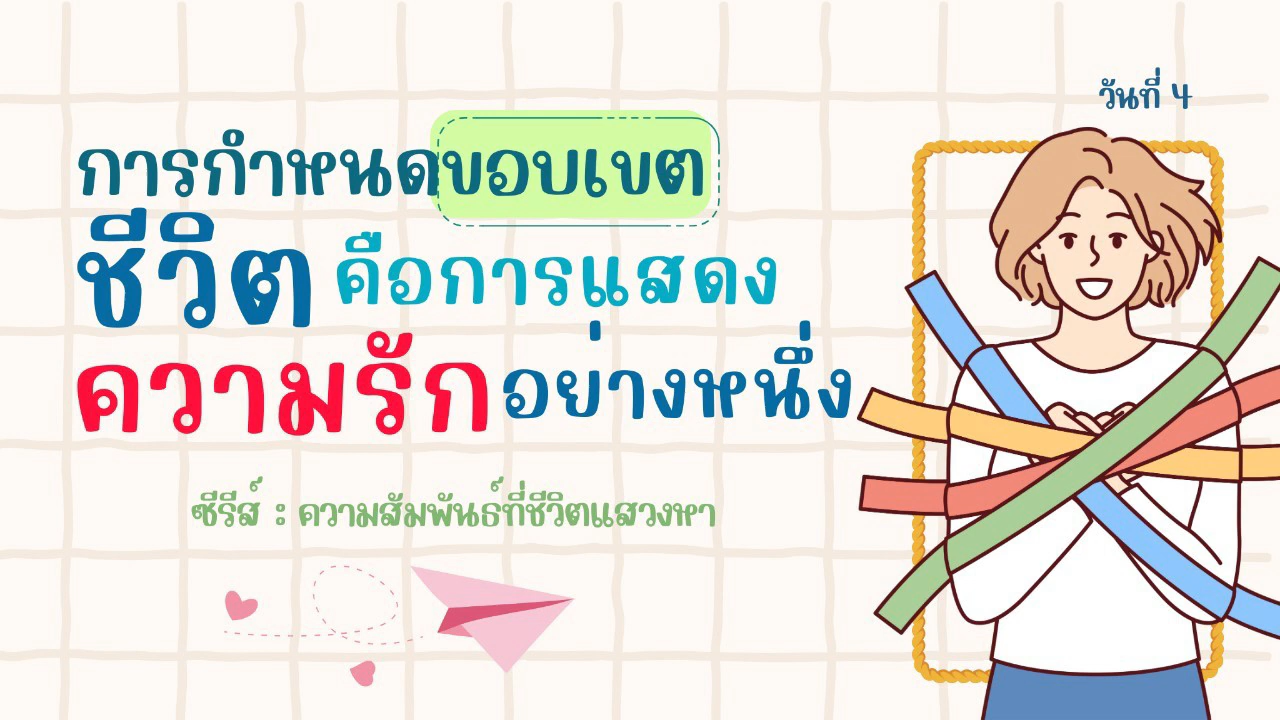 วันที่ 4
การกำหนดขอบเขต
ชีวิต คือการแสดง
ความรักอย่างหนึ่ง
ซีรีส์ : ความสัมพันธ์ที่ชีวิตแสวงหา